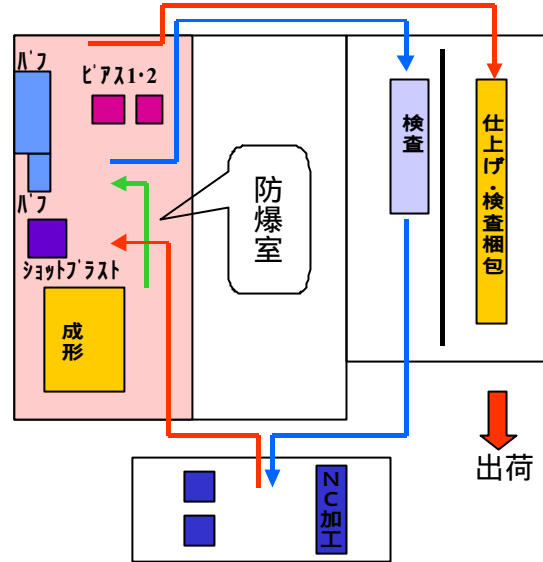 バフ
ピアス1・2
バフ
ショットブラスト
成形
防爆室
検査
仕上げ・検査梱包
出荷
NC加工